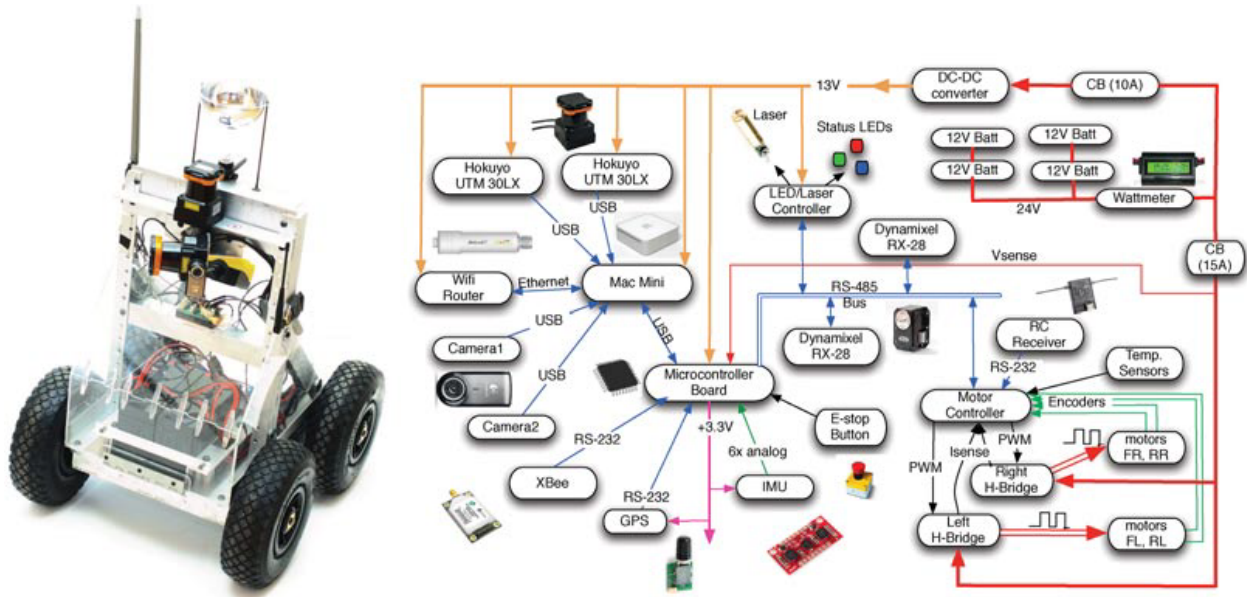 13V
DC-DC
converter
CB (10A)
Laser
Status LEDs
12V Batt
12V Batt
12V Batt
12V Batt
24V
Wattmeter
Hokuyo
UTM 30LX
Hokuyo
UTM 30LX
LED/Laser
Controller
USB
USB
Dynamixel
RX-28
CB
(15A)
Vsense
Wifi
Router
Ethernet
Mac Mini
RS-485
Bus
USB
USB
Camera1
Dynamixel
RX-28
RC
Receiver
USB
Microcontroller
Board
RS-232
Temp.
Sensors
Motor
Controller
Encoders
Camera2
+3.3V
E-stop
Button
RS-232
6x analog
PWM
Isense
PWM
motors
FR, RR
Right
H-Bridge
XBee
RS-232
IMU
GPS
Left
H-Bridge
motors
FL, RL